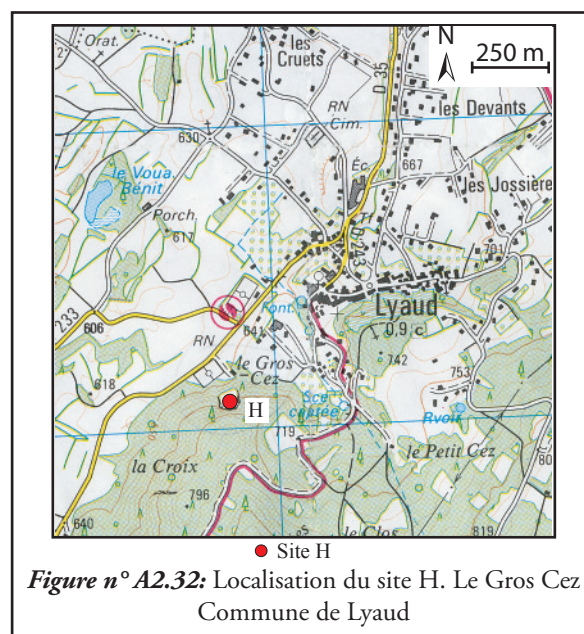 Orat.
les
Cruets
N
250 m
2
D 35
RN
Cim.
les Devants
630
Éc.
667
le Voua
Bénit
les Jossière
Porch.
617
D 243
701
233
606
Font.
Lyaud
0,9 c
641
RN
742
le Gros
Cez
753
618
H
Sce
captée
Rvoir
719
le Petit Cez
la Croix
80
796
640
le Clos
819
Site H
Figure n° A2.32: Localisation du site H. Le Gros Cez
Commune de Lyaud